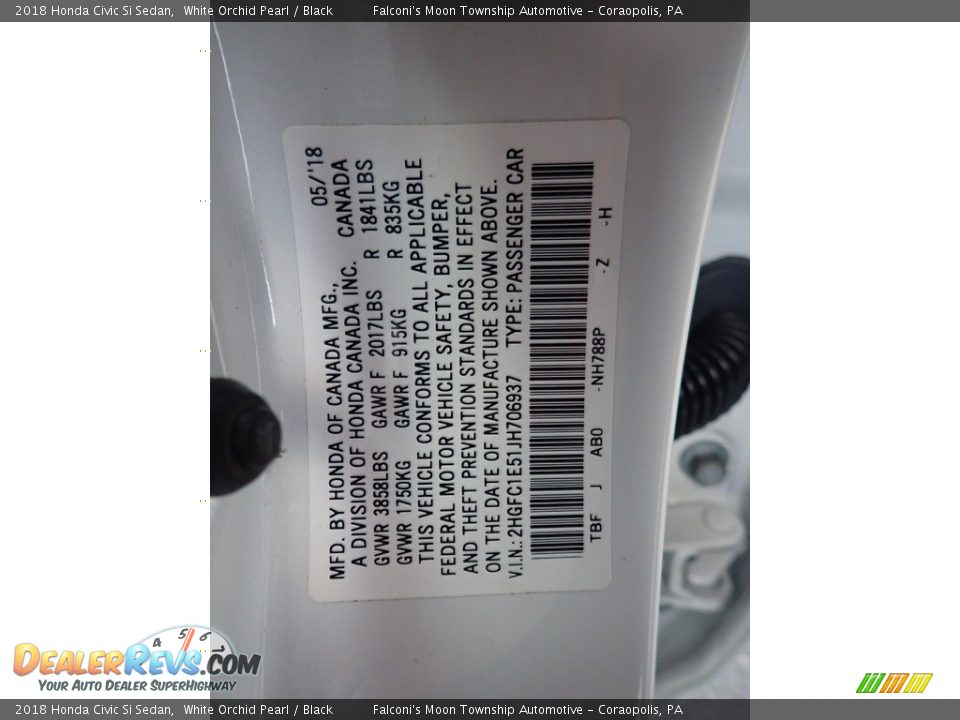 2018 Honda Civic Si Sedan, White Orchid Pearl / Black Falconi's Moon Township Automotive - Coraopolis, PA
MFD. BY HONDA OF CANADA MFG., 05/'18
A DIVISION OF HONDA CANADA INC. CANADA
GVWR 3858LBS GAWR F 2017LBS R 1841LBS
GVWR 1750KG GAWR F 915KG R 835KG
THIS VEHICLE CONFORMS TO ALL APPLICABLE
FEDERAL MOTOR VEHICLE SAFETY, BUMPER,
AND THEFT PREVENTION STANDARDS IN EFFECT
ON THE DATE OF MANUFACTURE SHOWN ABOVE.
V.I.N.: 2HGFC1E51JH706937 TYPE: PASSENGER CAR
TBF J AB0 -NH788P -Z -H
4 5 6 7
DealerRevs.com
Your Auto Dealer SuperHighway
2018 Honda Civic Si Sedan, White Orchid Pearl / Black Falconi's Moon Township Automotive - Coraopolis, PA